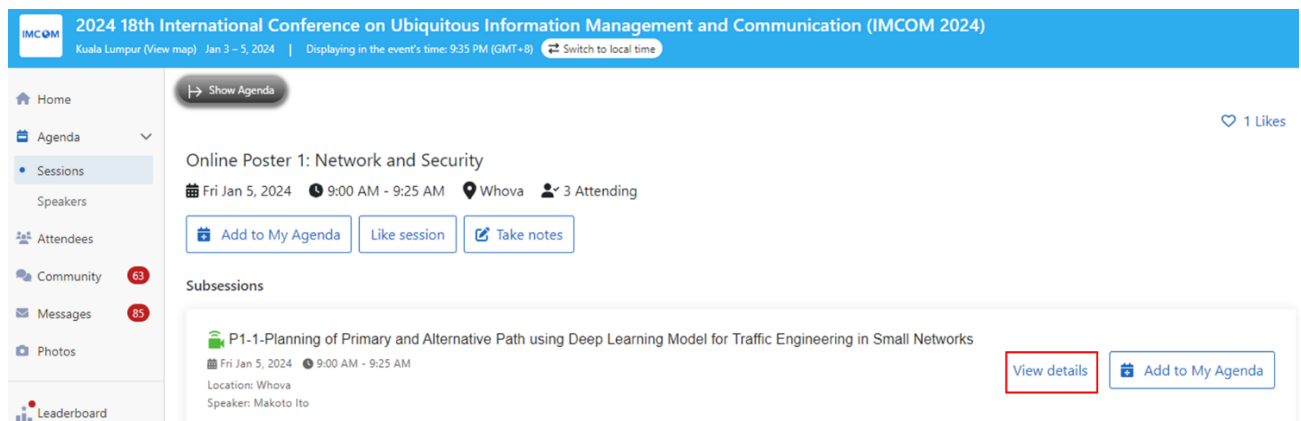 IMCOM
2024 18th International Conference on Ubiquitous Information Management and Communication (IMCOM 2024)
Kuala Lumpur (View map) Jan 3 – 5, 2024 | Displaying in the event's time: 9:35 PM (GMT+8) Switch to local time
Home
Agenda
Sessions
Speakers
Attendees
Community 63
Messages 85
Photos
Leaderboard
Show Agenda
1 Likes
Online Poster 1: Network and Security
Fri Jan 5, 2024 9:00 AM - 9:25 AM Whova 3 Attending
Add to My Agenda Like session Take notes
Subsessions
P1-1-Planning of Primary and Alternative Path using Deep Learning Model for Traffic Engineering in Small Networks
Fri Jan 5, 2024 9:00 AM - 9:25 AM
Location: Whova
Speaker: Makoto Ito
View details Add to My Agenda